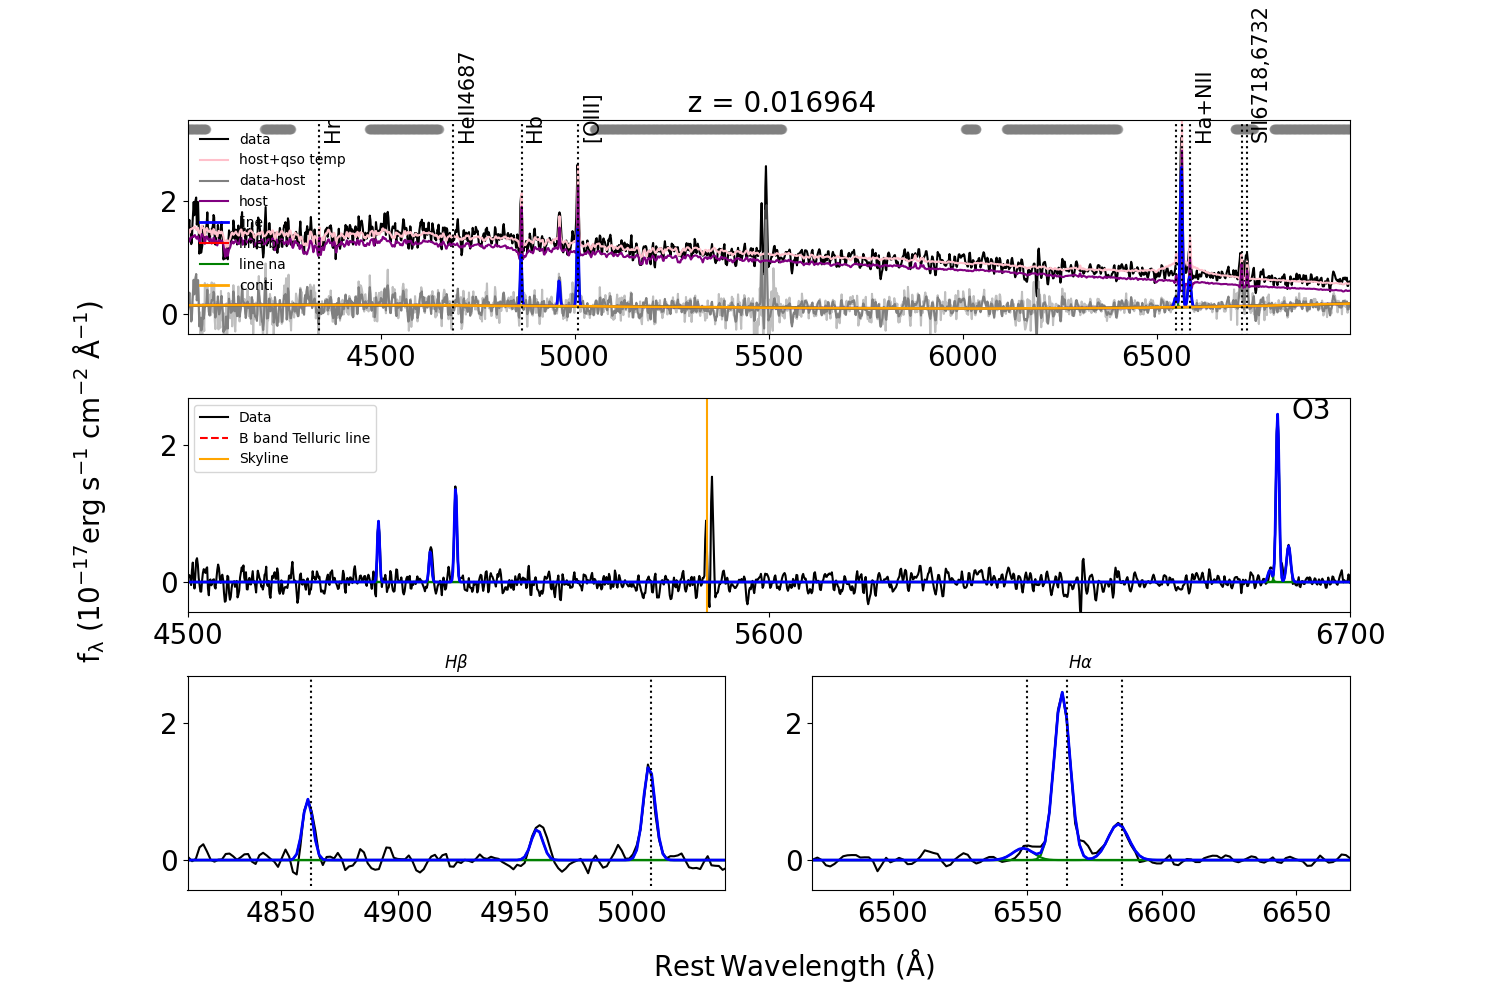 z = 0.016964
Hr
HeII4687
Hb
[OIII]
Ha+NII
SII6718,6732
data
host+qso temp
data-host
host
line
line na
conti
2
0
4500
5000
5500
6000
6500
fλ (10−17erg s−1 cm−2 Å−1)
O3
Data
B band Telluric line
Skyline
2
0
4500
5600
6700
Hβ
2
0
4850
4900
4950
5000
Hα
2
0
6500
6550
6600
6650
Rest Wavelength (Å)